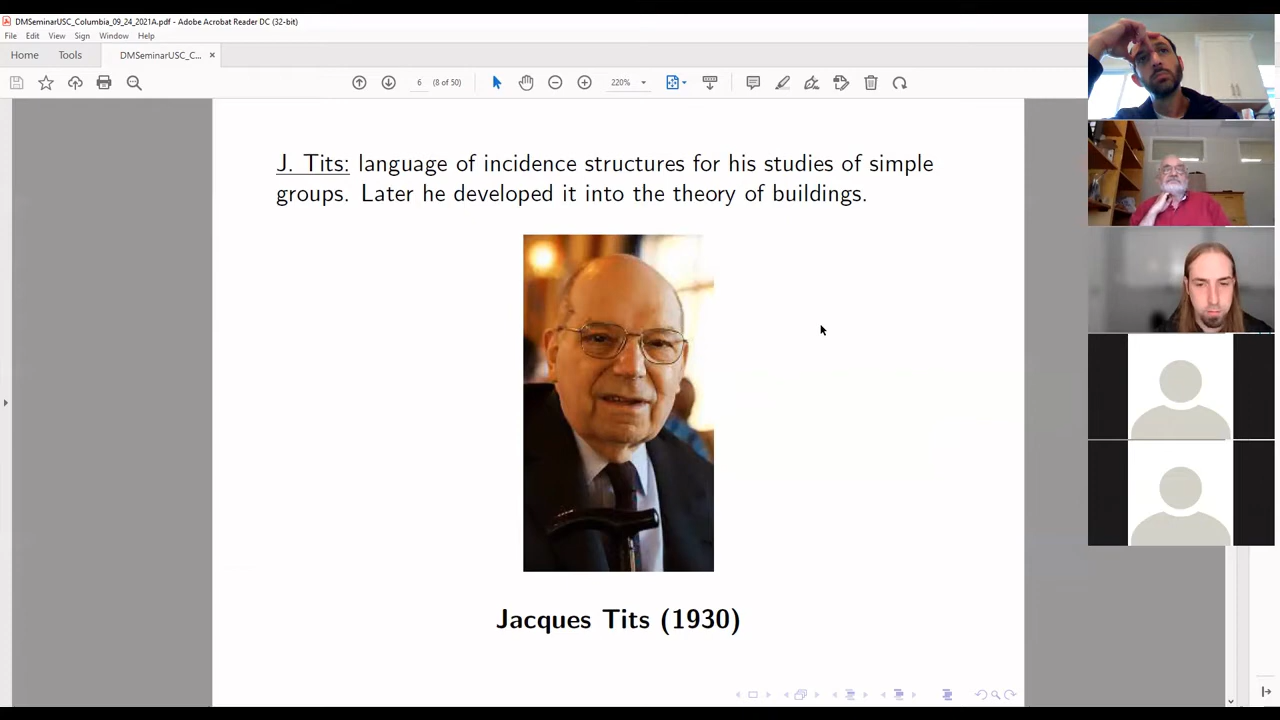 DMSeminarUSC_Columbia_09_24_2021A.pdf - Adobe Acrobat Reader DC (32-bit)
File Edit View Sign Window Help
Home Tools DMSeminarUSC_C... ×
6 (8 of 50) 220%
J. Tits: language of incidence structures for his studies of simple
groups. Later he developed it into the theory of buildings.
Jacques Tits (1930)